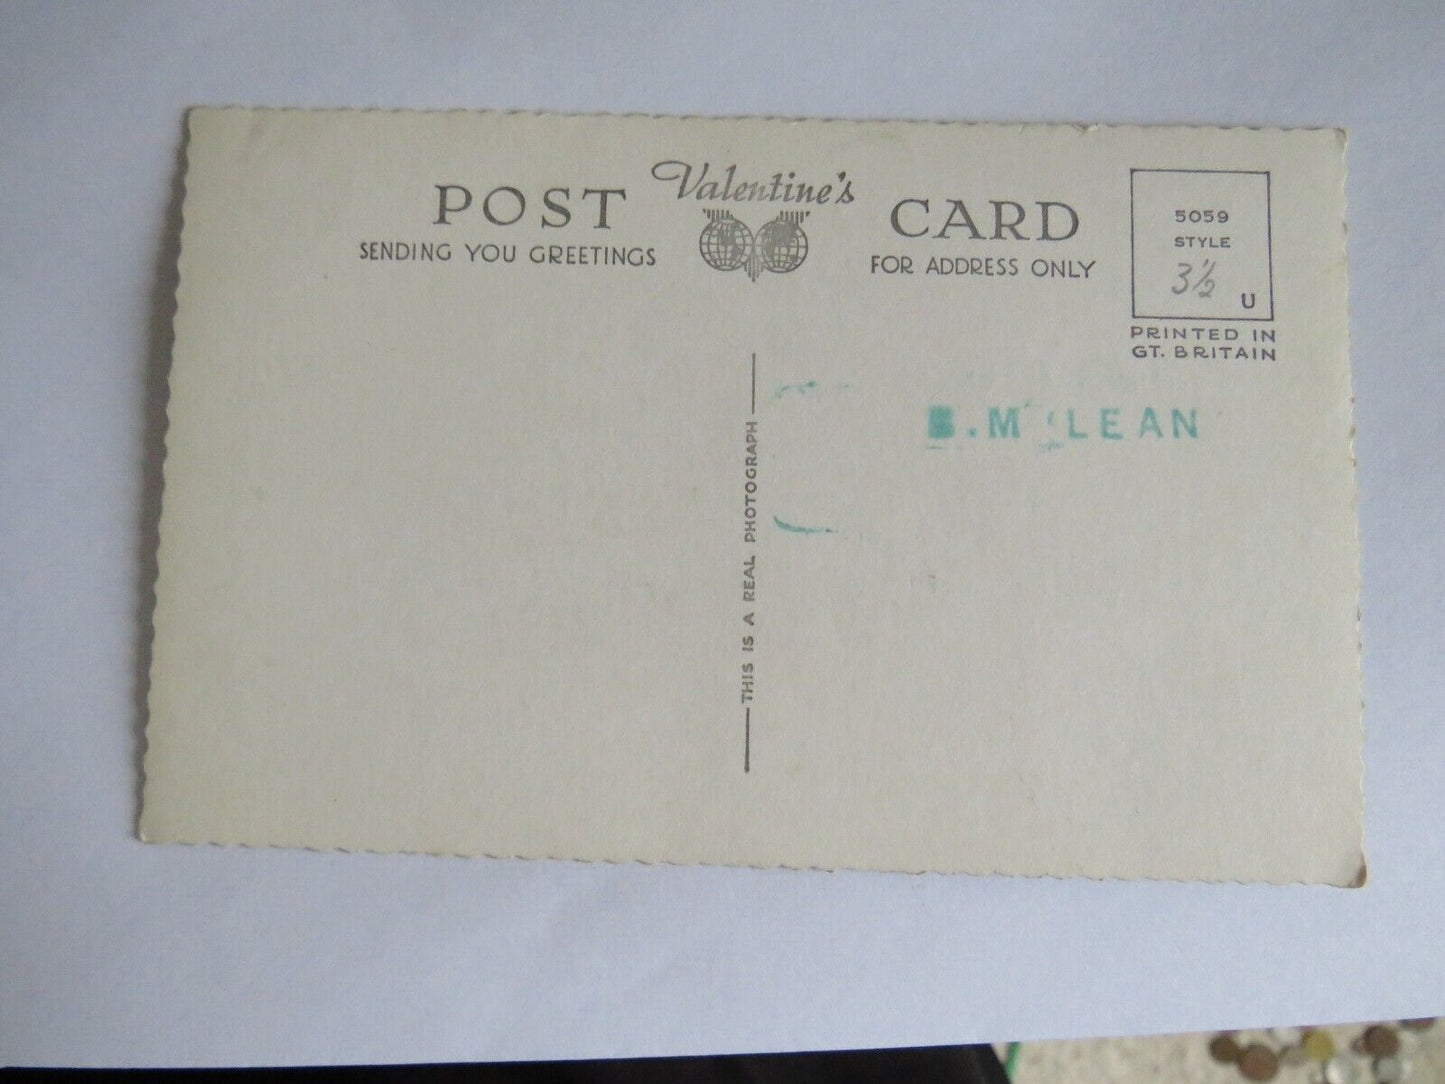 Valentine's
POST CARD
SENDING YOU GREETINGS
FOR ADDRESS ONLY
5059
STYLE
3½
U
PRINTED IN
GT. BRITAIN
THIS IS A REAL PHOTOGRAPH
LEAN